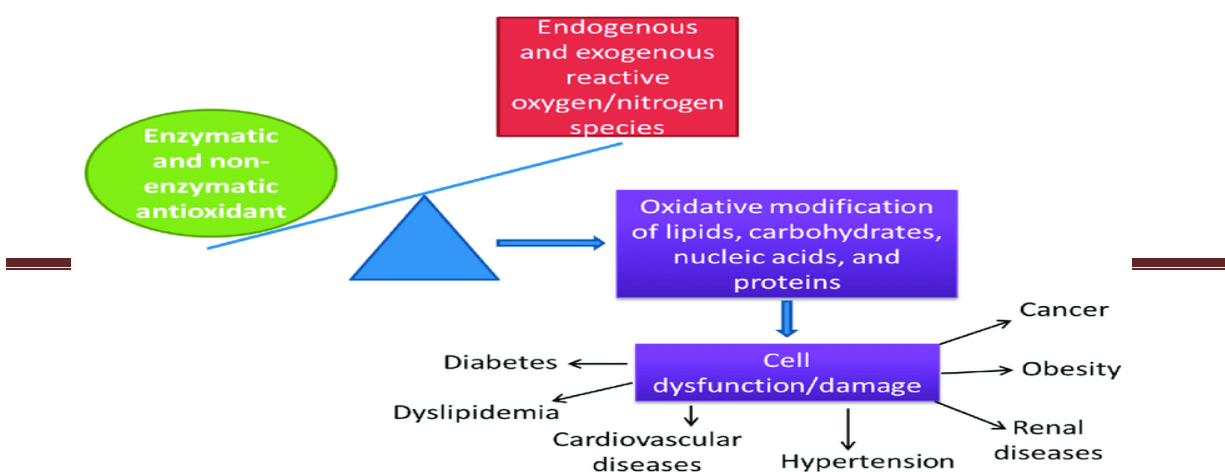 Endogenous
and exogenous
reactive
oxygen/nitrogen
species
Enzymatic
and non-
enzymatic
antioxidant
Oxidative modification
of lipids, carbohydrates,
nucleic acids, and
proteins
Cell
dysfunction/damage
Cancer
Obesity
Renal
diseases
Hypertension
Cardiovascular
diseases
Dyslipidemia
Diabetes